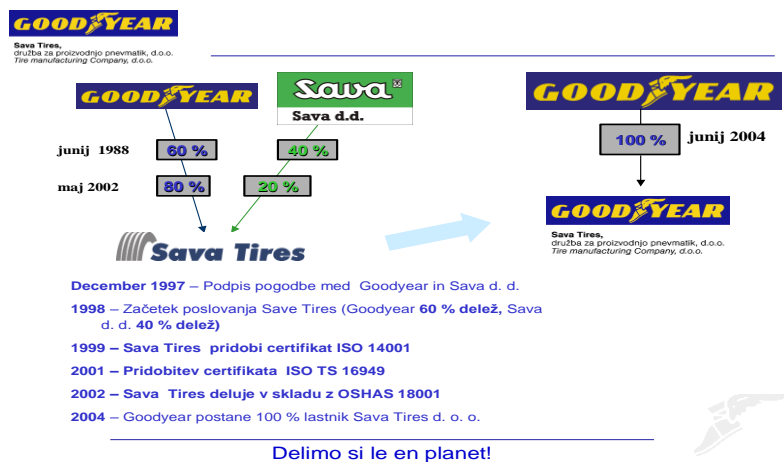 GOODYEAR
Sava Tires,
družba za proizvodnjo pnevmatik, d.o.o.
Tire manufacturing Company, d.o.o.
GOODYEAR
Sava
Sava d.d.
junij 1988
60 %
40 %
maj 2002
80 %
20 %
Sava Tires
GOODYEAR
100 %
junij 2004
GOODYEAR
Sava Tires,
družba za proizvodnjo pnevmatik, d.o.o.
Tire manufacturing Company, d.o.o.
December 1997 – Podpis pogodbe med Goodyear in Sava d. d.
1998 – Začetek poslovanja Save Tires (Goodyear 60 % delež, Sava
d. d. 40 % delež)
1999 – Sava Tires pridobi certifikat ISO 14001
2001 – Pridobitev certifikata ISO TS 16949
2002 – Sava Tires deluje v skladu z OSHAS 18001
2004 – Goodyear postane 100 % lastnik Sava Tires d. o. o.
Delimo si le en planet!